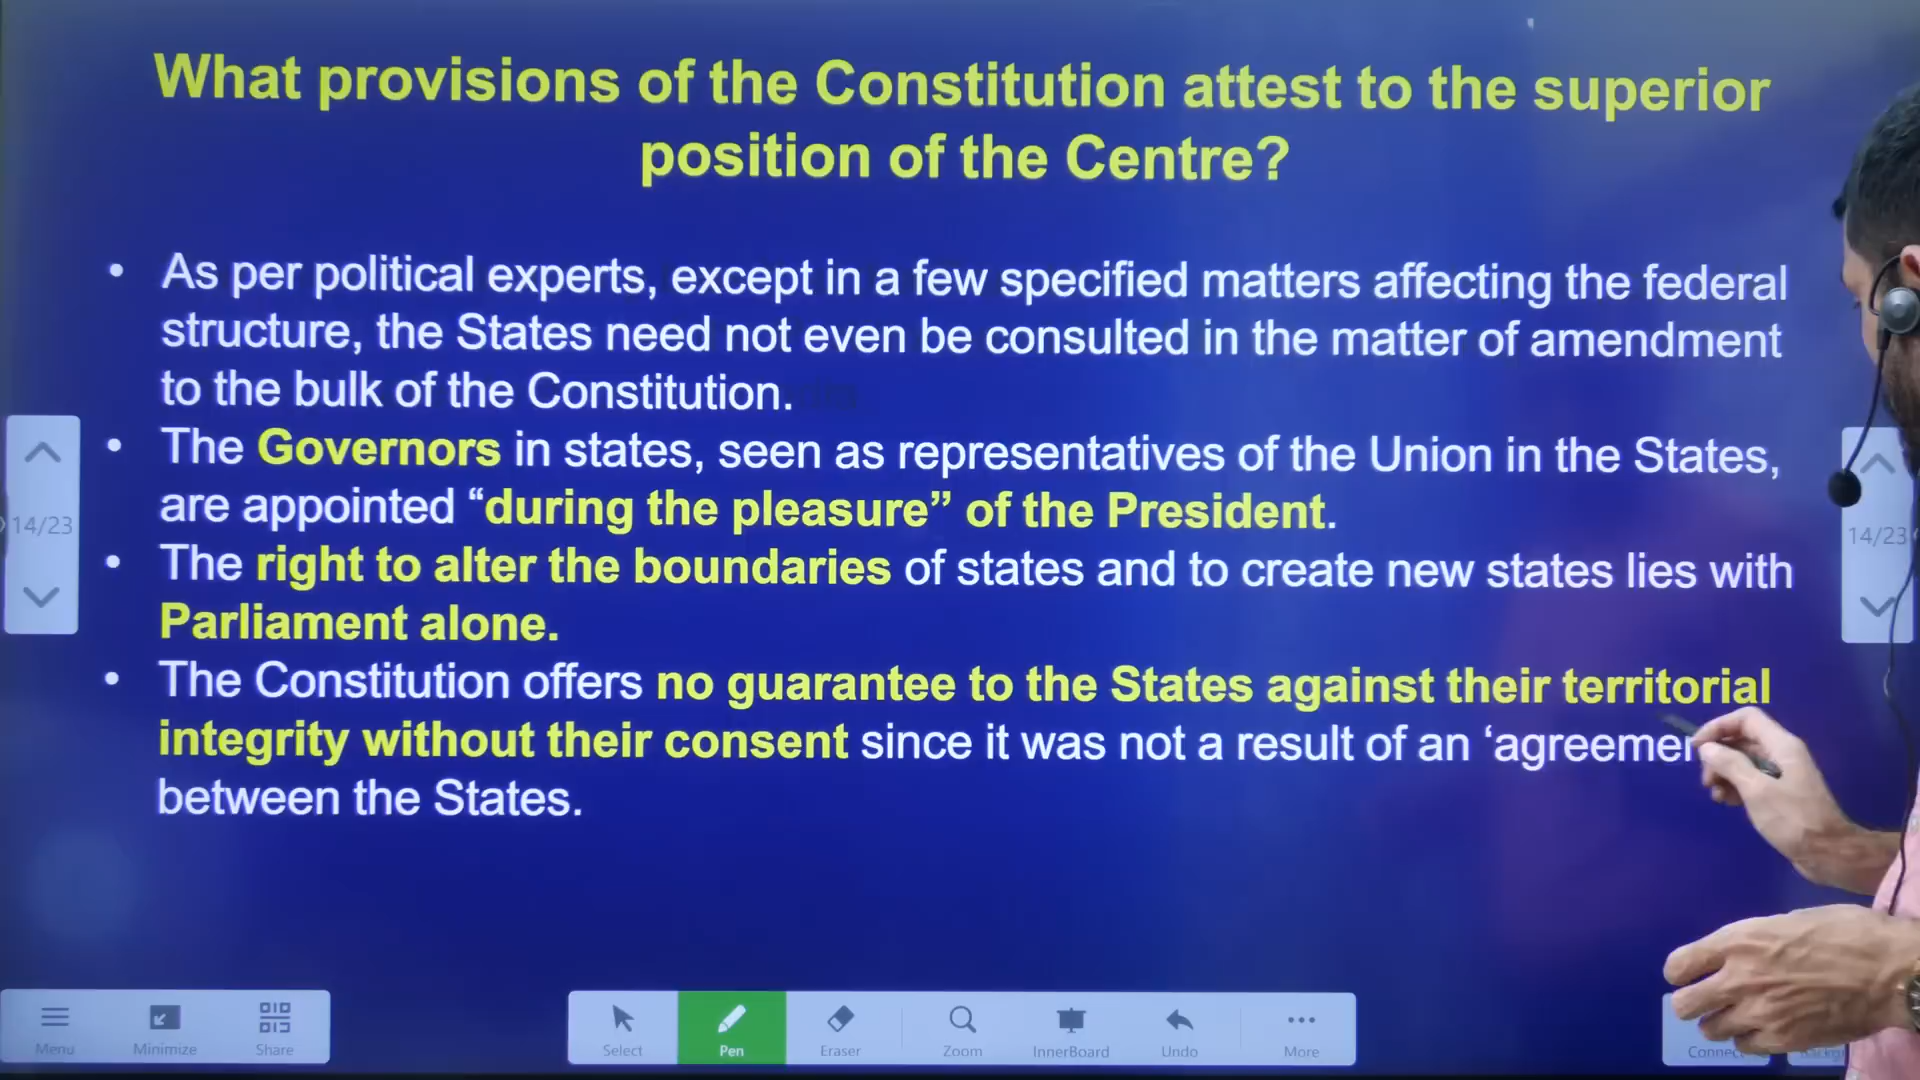 What provisions of the Constitution attest to the superior
position of the Centre?
• As per political experts, except in a few specified matters affecting the federal
structure, the States need not even be consulted in the matter of amendment
to the bulk of the Constitution.
• The Governors in states, seen as representatives of the Union in the States,
are appointed “during the pleasure” of the President.
• The right to alter the boundaries of states and to create new states lies with
Parliament alone.
• The Constitution offers no guarantee to the States against their territorial
integrity without their consent since it was not a result of an
between the States.
14/23
14/23
Menu Minimize Share
Select Pen Eraser Zoom InnerBoard Undo More
Connect